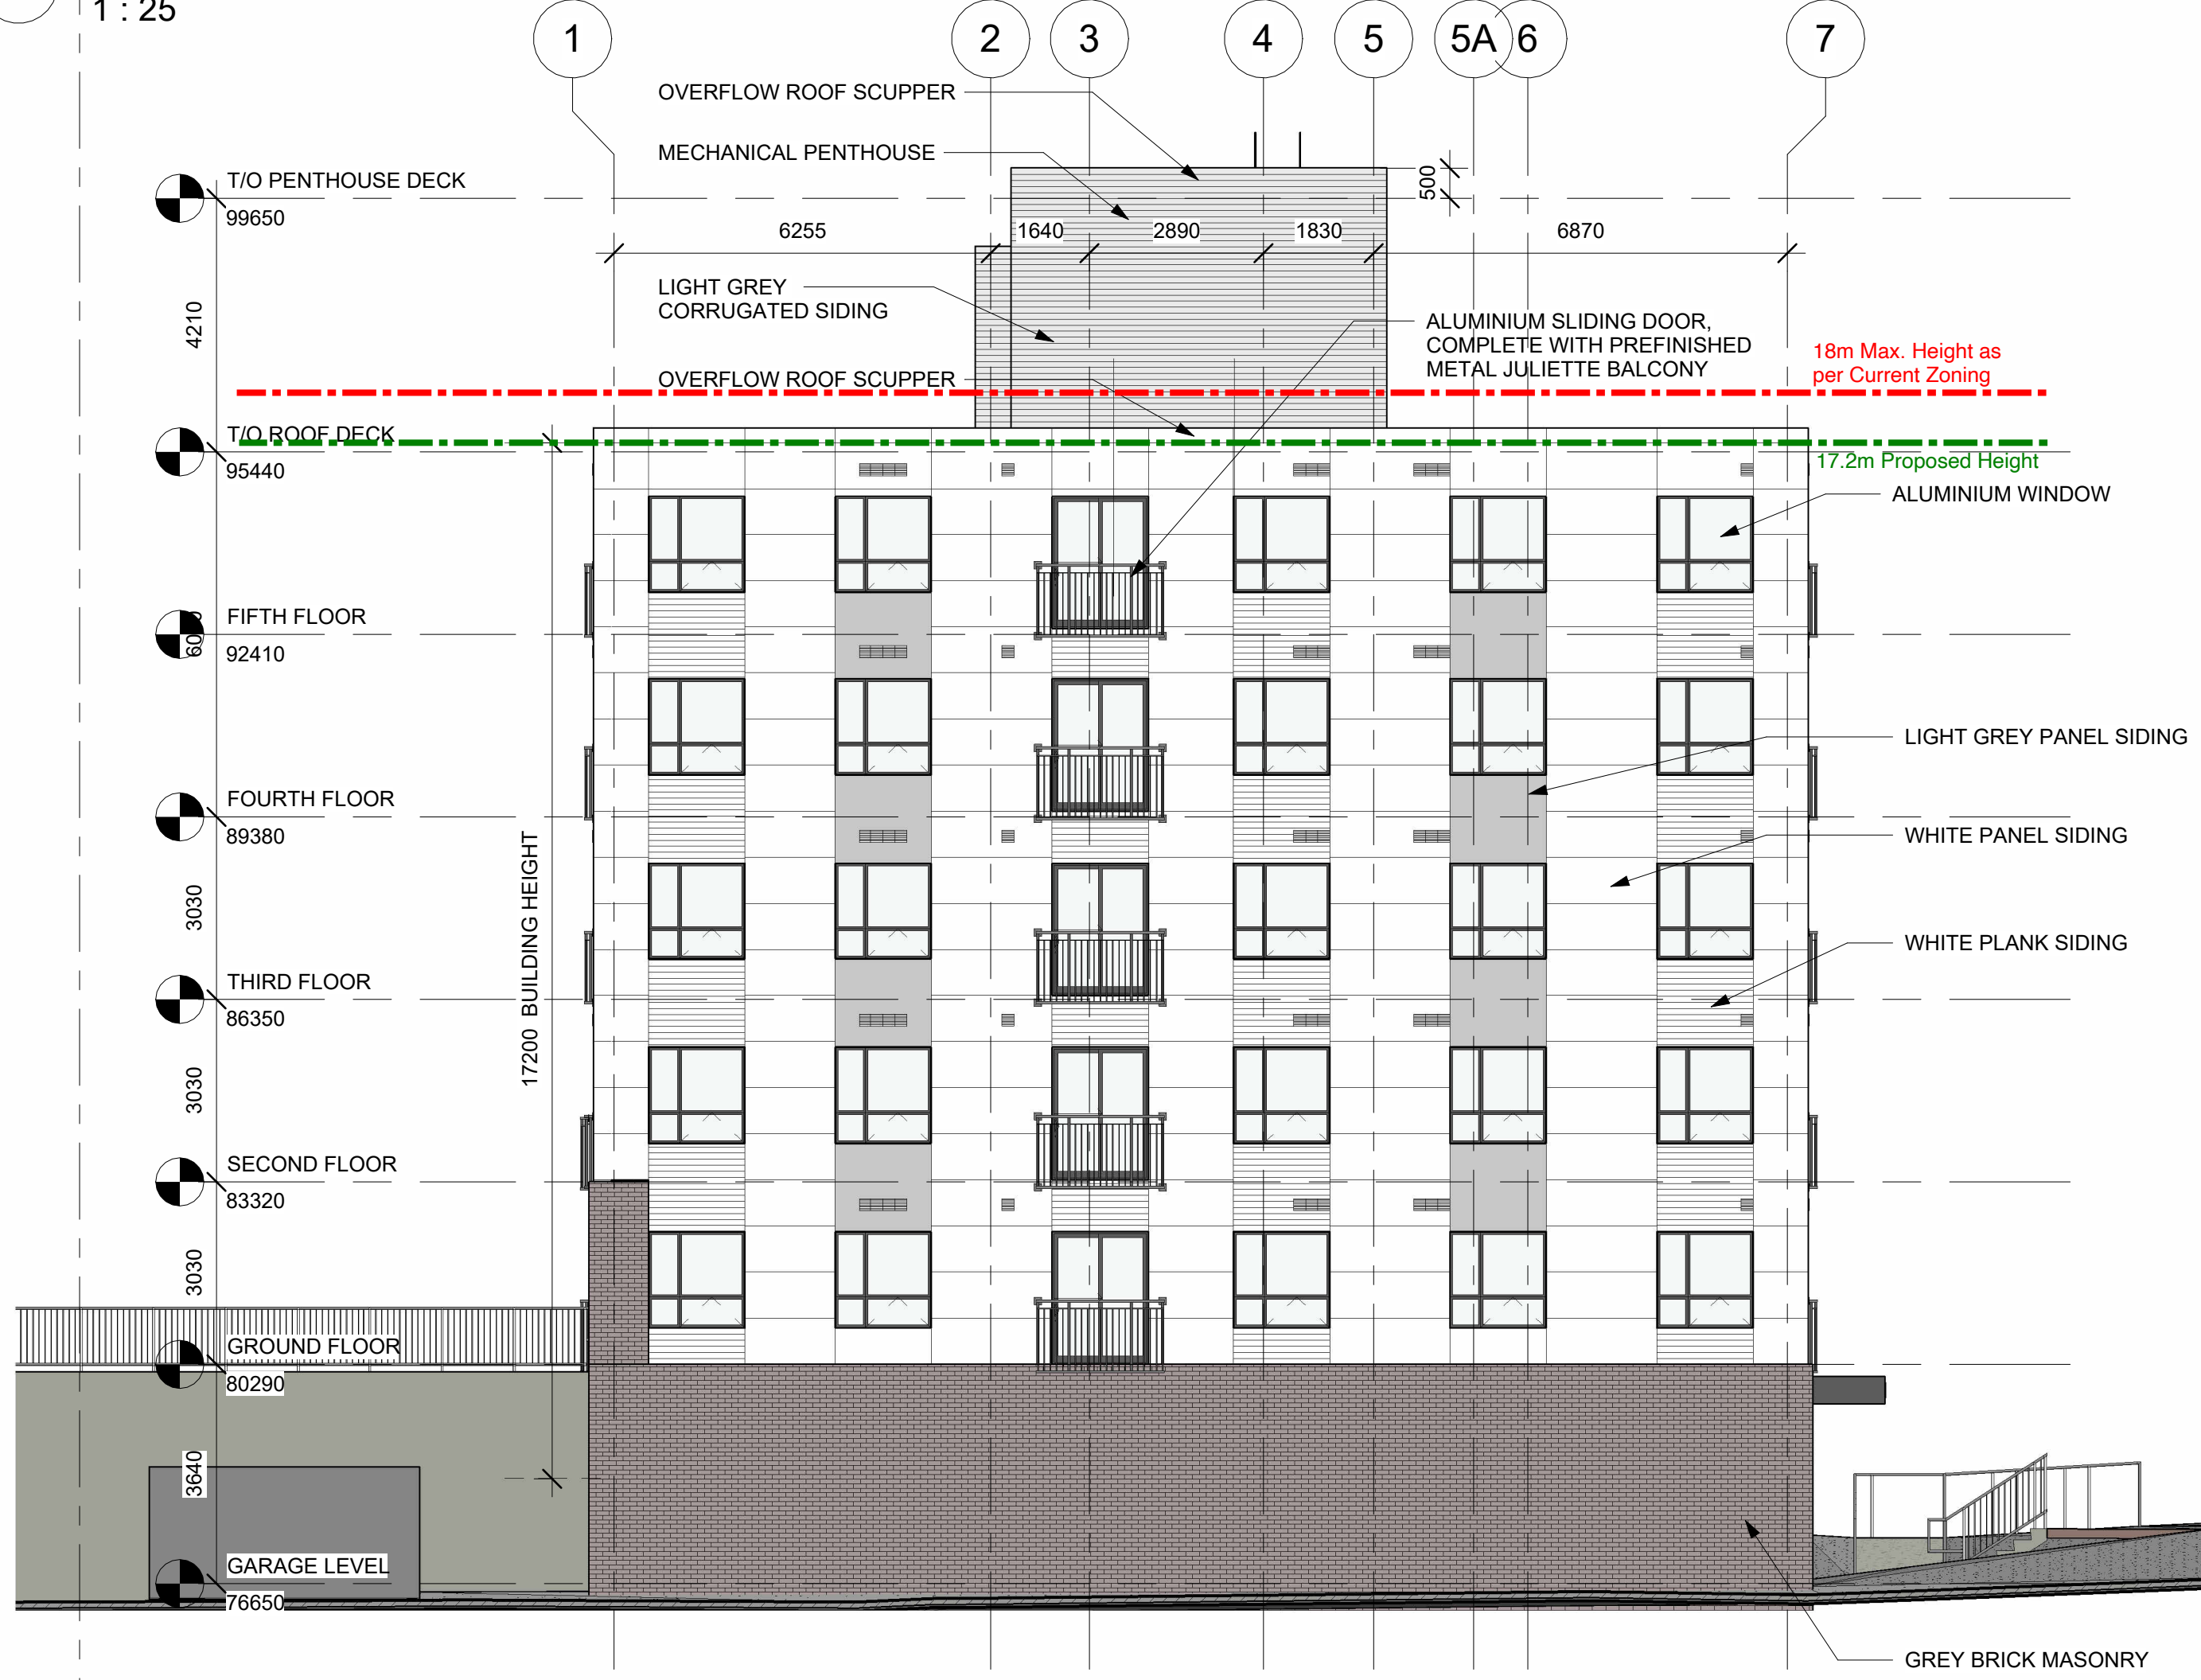 1 : 25
1
2
3
4
5
5A
6
7
OVERFLOW ROOF SCUPPER
MECHANICAL PENTHOUSE
T/O PENTHOUSE DECK
99650
500
6255
1640
2890
1830
6870
4210
LIGHT GREY
CORRUGATED SIDING
ALUMINIUM SLIDING DOOR,
COMPLETE WITH PREFINISHED
METAL JULIETTE BALCONY
18m Max. Height as
per Current Zoning
OVERFLOW ROOF SCUPPER
T/O ROOF DECK
95440
17.2m Proposed Height
ALUMINIUM WINDOW
FIFTH FLOOR
92410
LIGHT GREY PANEL SIDING
FOURTH FLOOR
89380
WHITE PANEL SIDING
3030
17200 BUILDING HEIGHT
WHITE PLANK SIDING
THIRD FLOOR
86350
3030
SECOND FLOOR
83320
3030
GROUND FLOOR
80290
3640
GARAGE LEVEL
76650
GREY BRICK MASONRY